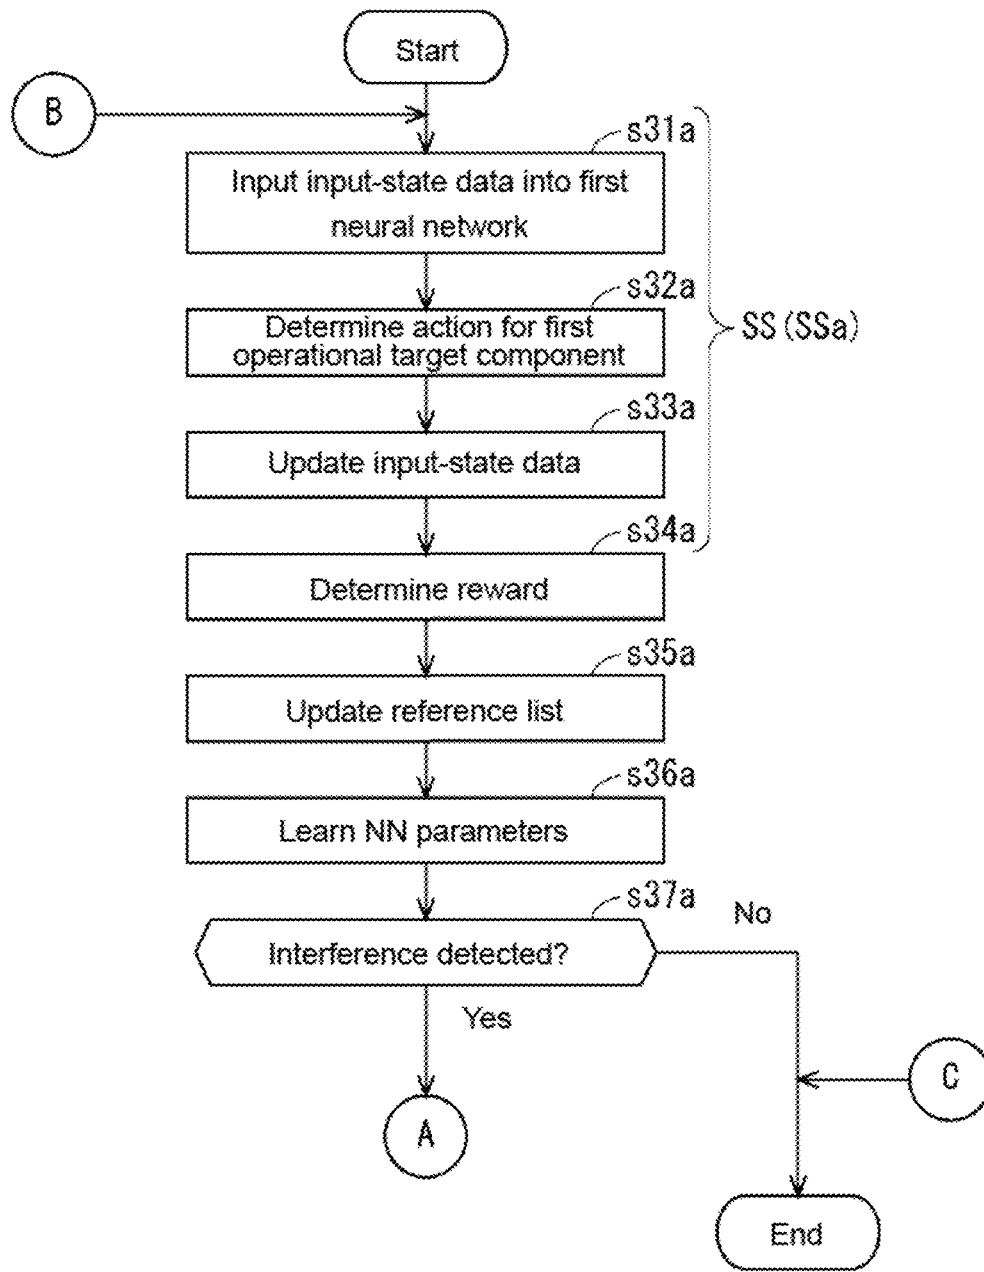 Start
B
s31a
Input input-state data into first
neural network
s32a
Determine action for first
operational target component
SS(SSa)
s33a
Update input-state data
s34a
Determine reward
s35a
Update reference list
s36a
Learn NN parameters
s37a
No
Interference detected?
Yes
C
A
End